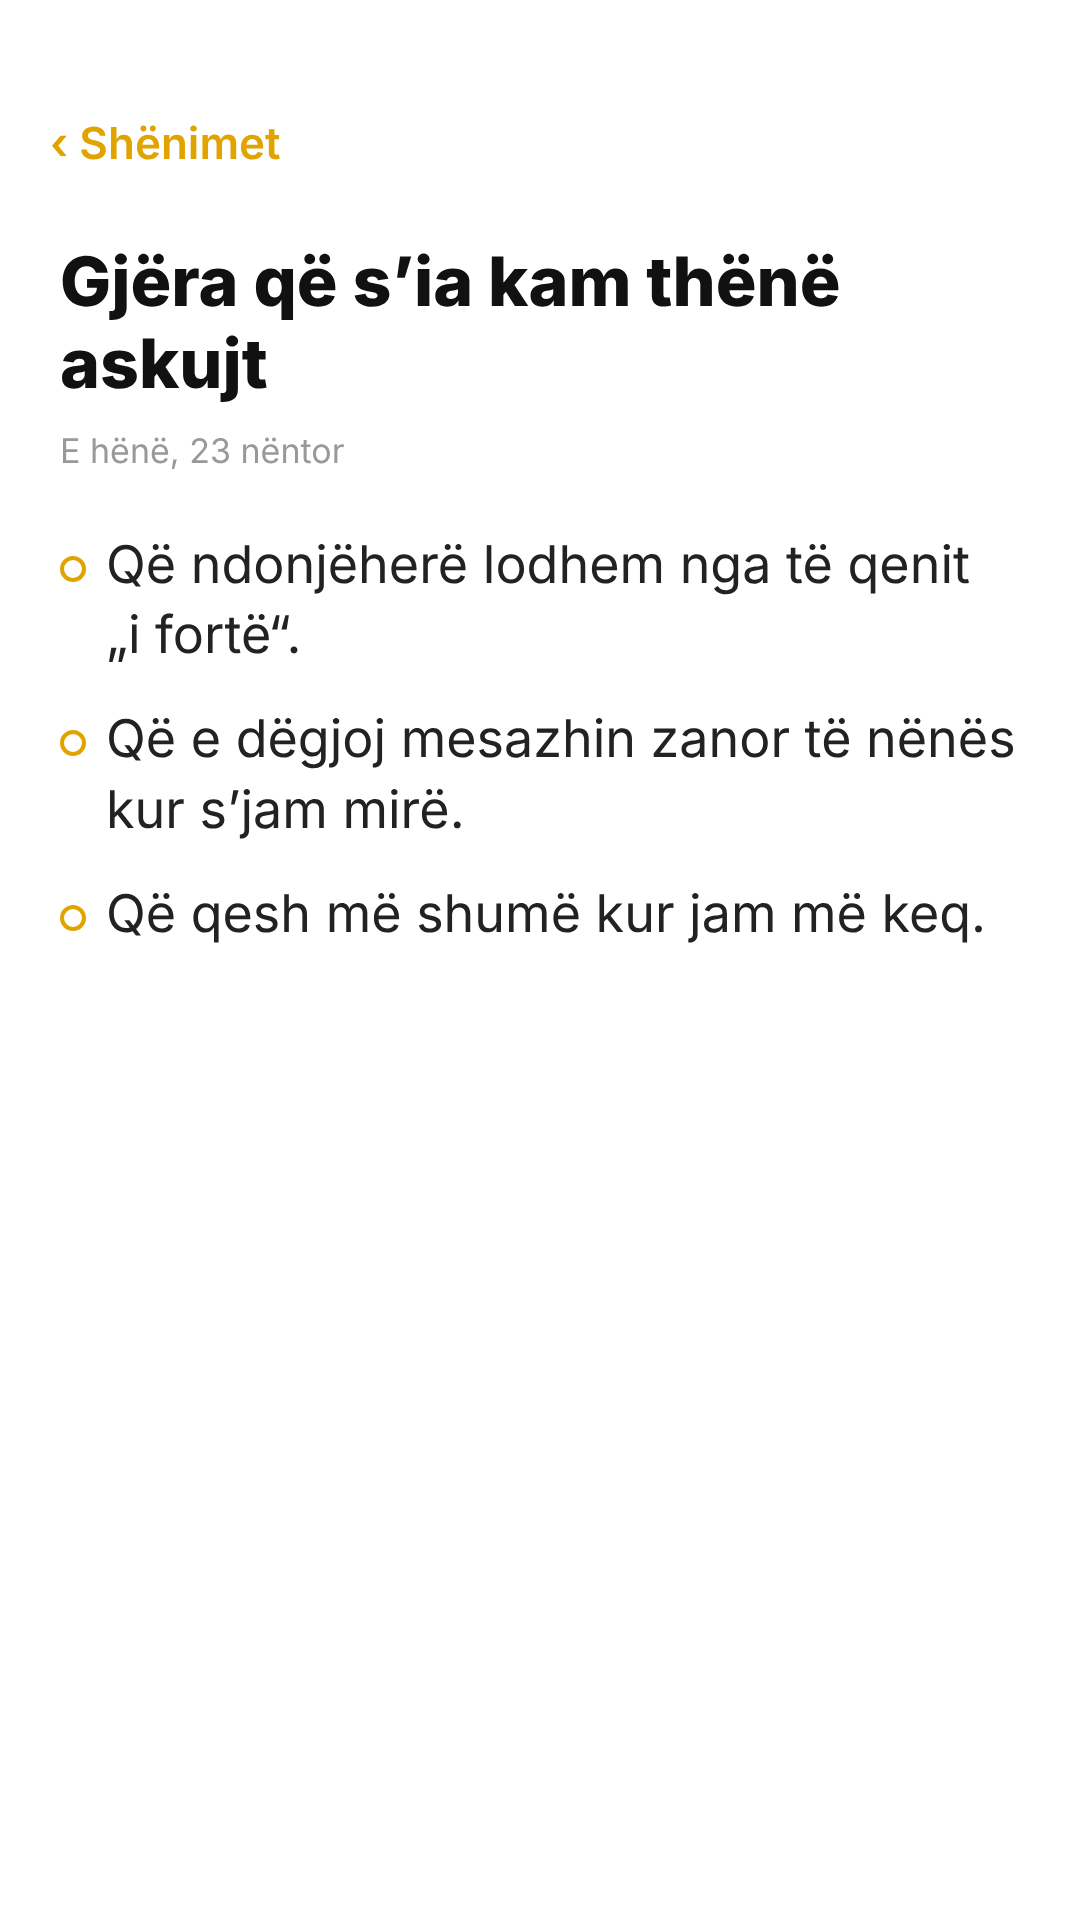 ‹ Shënimet
Gjëra që s’ia kam thënë
askujt
E hënë, 23 nëntor
Që ndonjëherë lodhem nga të qenit
„i fortë“.
Që e dëgjoj mesazhin zanor të nënës
kur s’jam mirë.
Që qesh më shumë kur jam më keq.